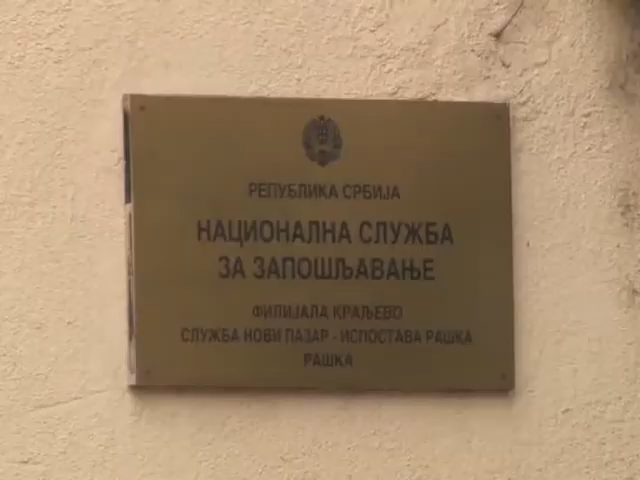 РЕПУБЛИКА СРБИЈА
НАЦИОНАЛНА СЛУЖБА
ЗА ЗАПОШЉАВАЊЕ
ФИЛИЈАЛА КРАЉЕВО
СЛУЖБА НОВИ ПАЗАР - ИСПОСТАВА РАШКА
РАШКА